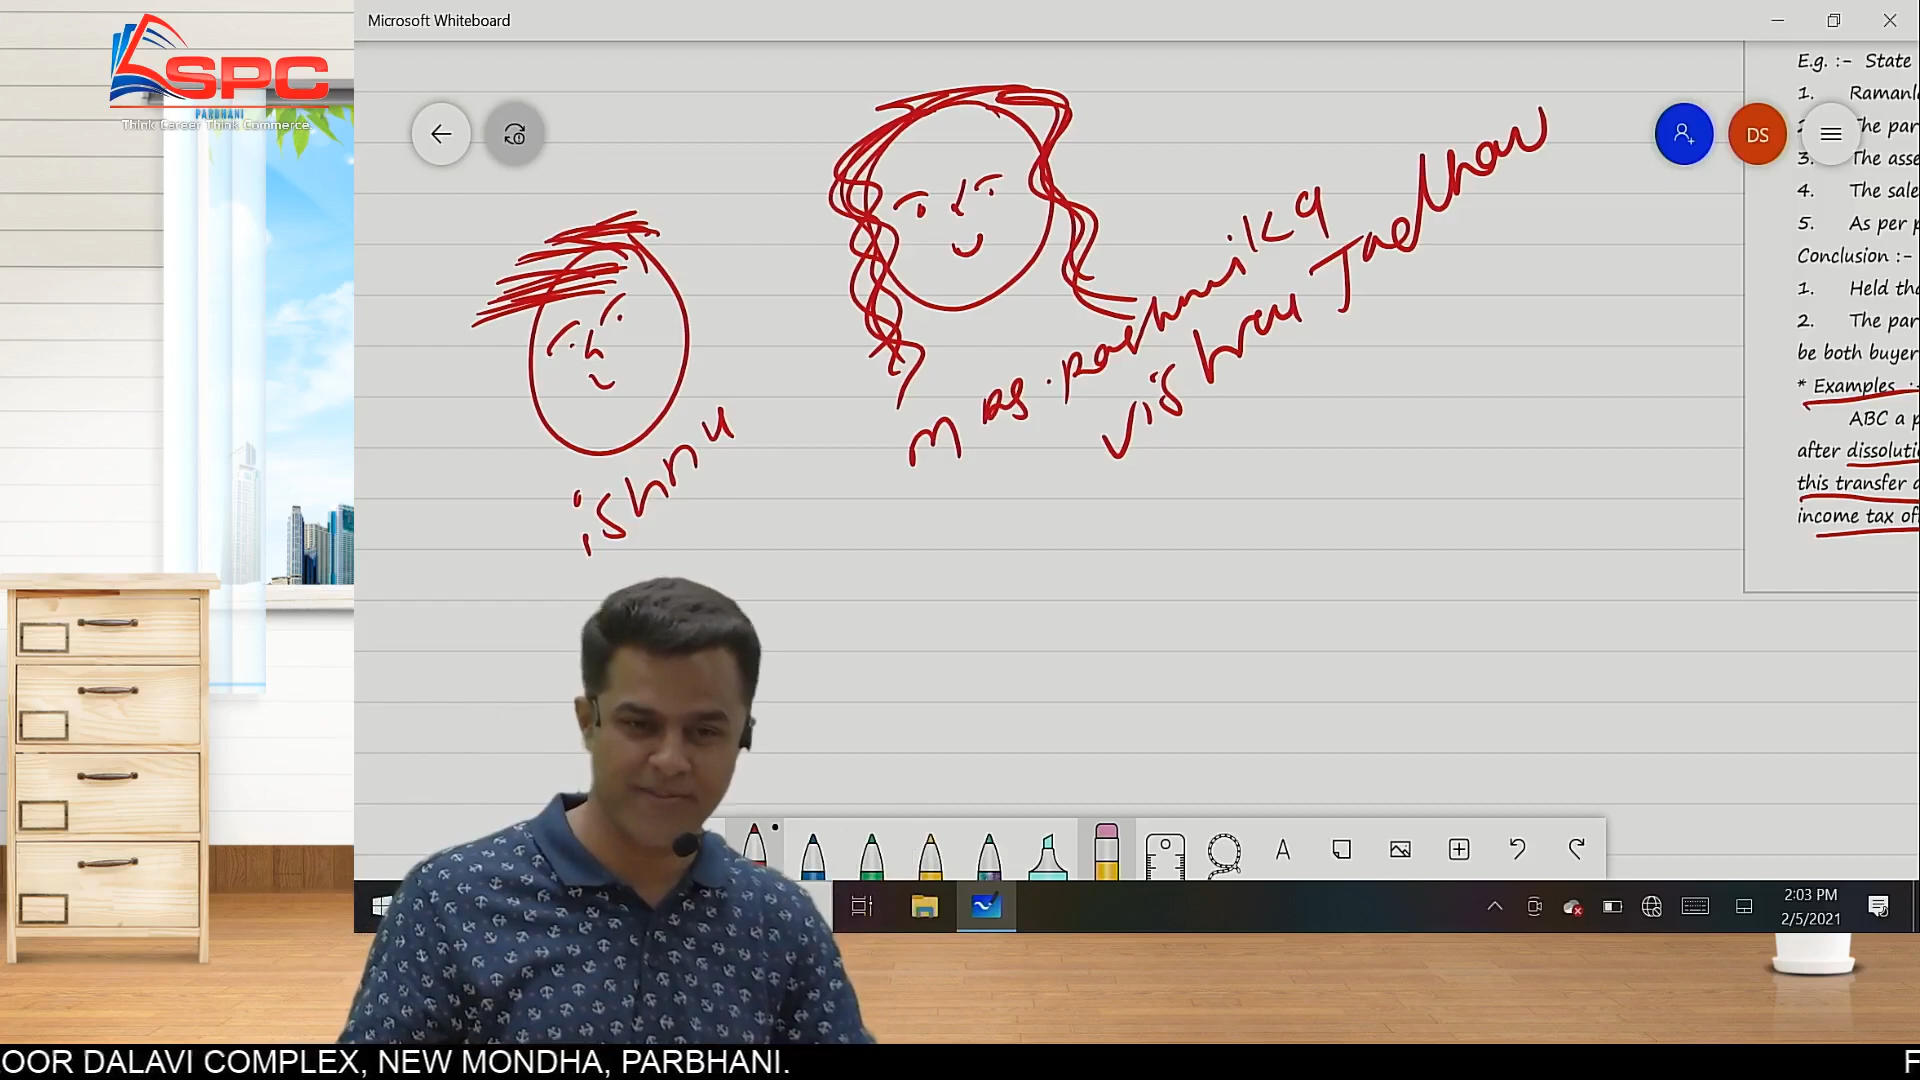 Microsoft Whiteboard
SPC
PARBHANI
Think Career Think Commerce
DS
E.g. :- State
1. Ramanl
The par
3. The asse
4. The sale
5. As per p
Conclusion :-
1. Held tha
2. The par
be both buyer
* Examples :-
ABC a p
after dissoluti
this transfer a
income tax of
ishnu
mrs. rashmika
vishnu Jadhav
2:03 PM
2/5/2021
OOR DALAVI COMPLEX, NEW MONDHA, PARBHANI.
F